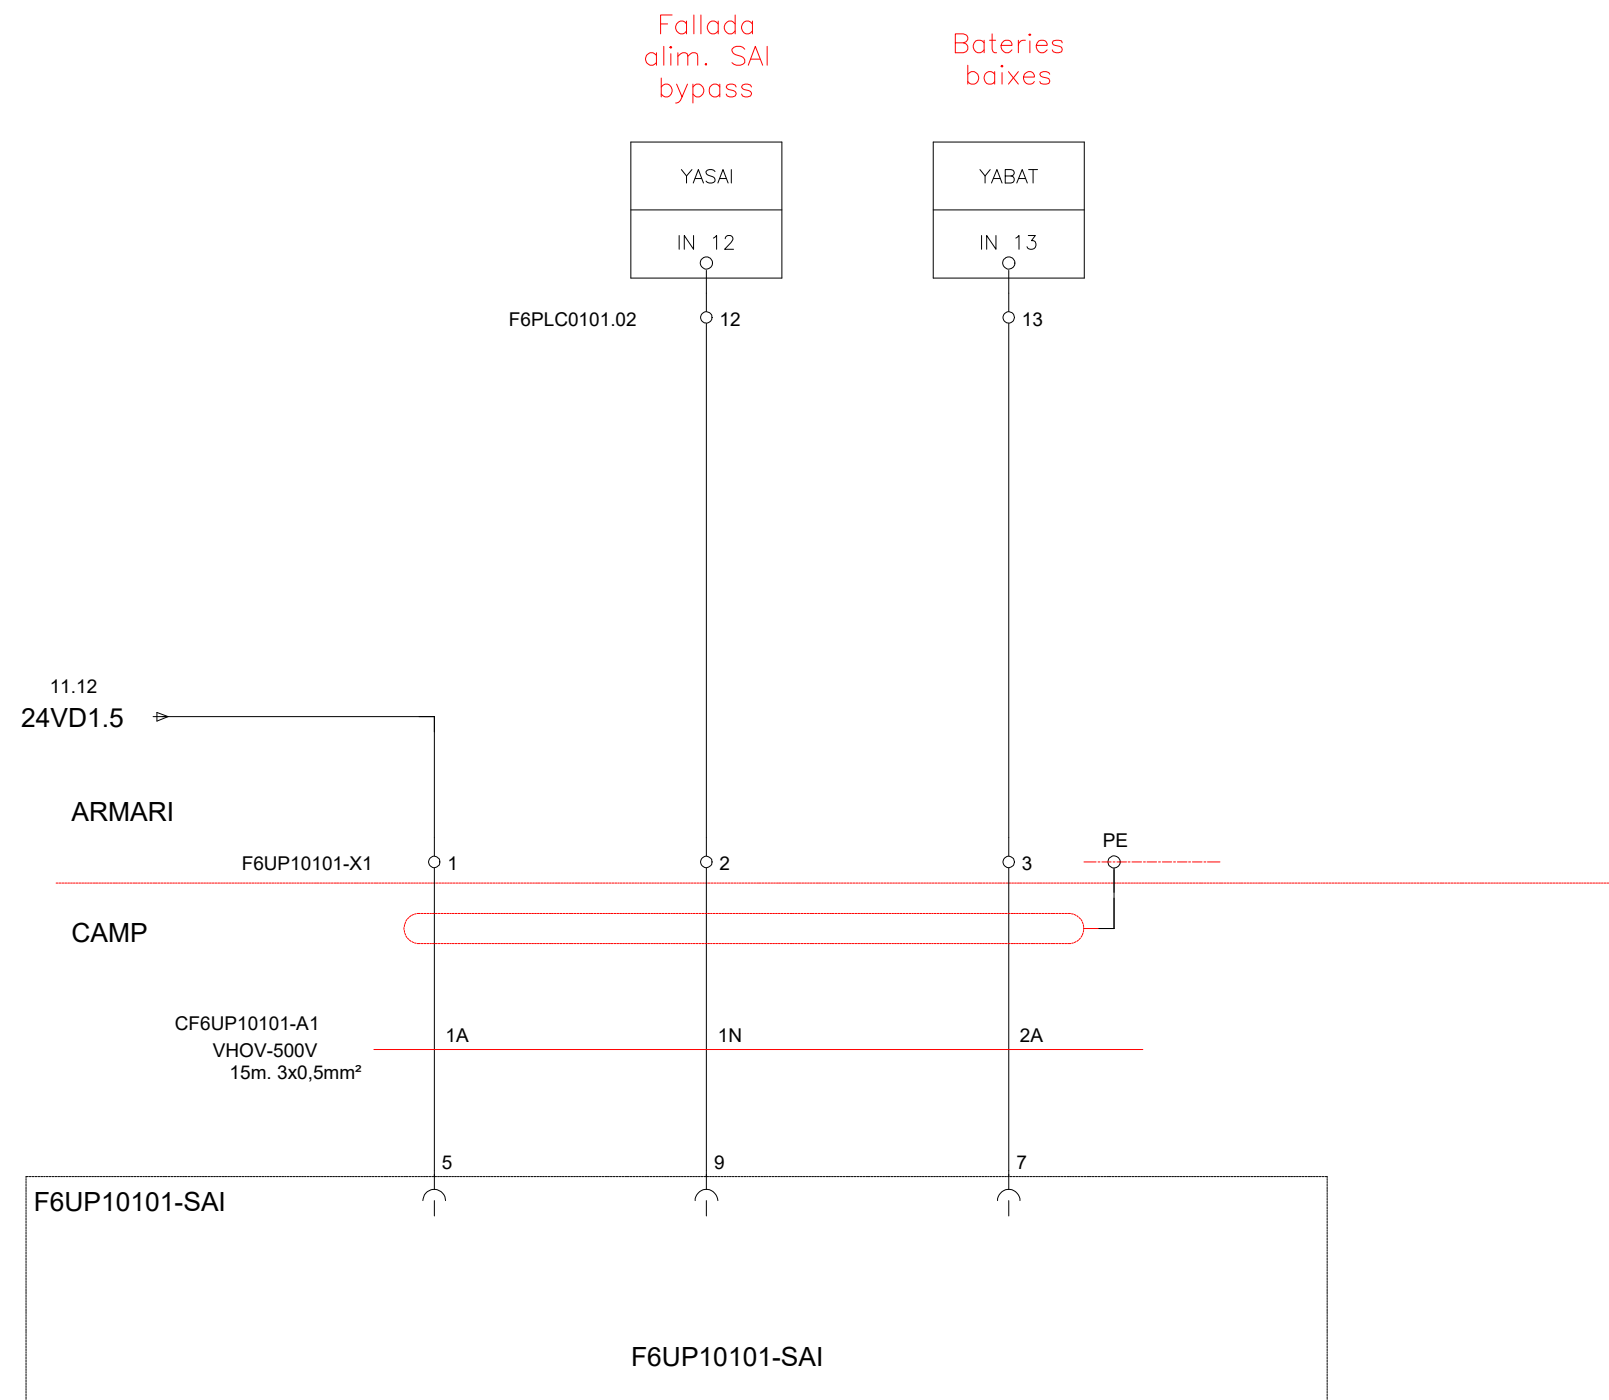 Fallada
alim. SAI
bypass
Bateries
baixes
YASAI
YABAT
IN 12
IN 13
F6PLC0101.02
12
13
11.12
24VD1.5
ARMARI
PE
F6UP10101-X1
1
2
3
CAMP
CF6UP10101-A1
VHOV-500V
15m. 3x0,5mm²
1A
1N
2A
5
9
7
F6UP10101-SAI
F6UP10101-SAI